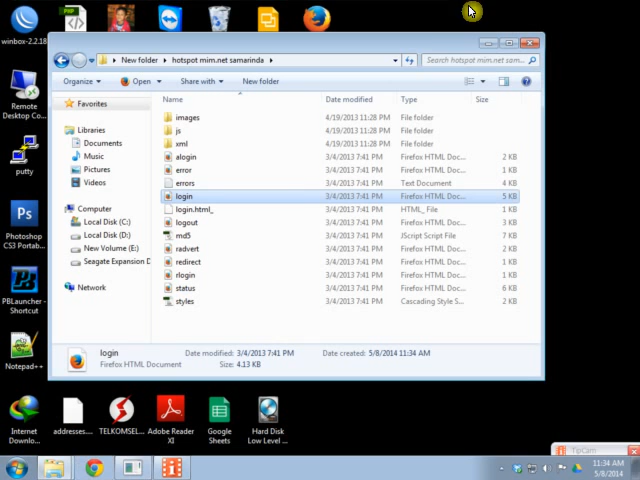 winbox-2.2.18
New folder
hotspot mim.net samarinda
Search hotspot mim.net sam...
Organize
Open
Share with
New folder
Remote
Desktop Co...
putty
Ps
Photoshop
CS3 Portab...
PBLauncher -
Shortcut
Notepad++
Favorites
Libraries
Documents
Music
Pictures
Videos
Computer
Local Disk (C:)
Local Disk (D:)
New Volume (E:)
Seagate Expansion D
Network
Name Date modified Type Size
images 4/19/2013 11:28 PM File folder
js 4/19/2013 11:28 PM File folder
xml 4/19/2013 11:28 PM File folder
alogin 3/4/2013 7:41 PM Firefox HTML Doc... 2 KB
error 3/4/2013 7:41 PM Firefox HTML Doc... 1 KB
errors 3/4/2013 7:41 PM Text Document 4 KB
login 3/4/2013 7:41 PM Firefox HTML Doc... 5 KB
login.html_ 3/4/2013 7:41 PM HTML_ File 1 KB
logout 3/4/2013 7:41 PM Firefox HTML Doc... 3 KB
md5 3/4/2013 7:41 PM JScript Script File 7 KB
radvert 3/4/2013 7:41 PM Firefox HTML Doc... 2 KB
redirect 3/4/2013 7:41 PM Firefox HTML Doc... 1 KB
rlogin 3/4/2013 7:41 PM Firefox HTML Doc... 1 KB
status 3/4/2013 7:41 PM Firefox HTML Doc... 6 KB
styles 3/4/2013 7:41 PM Cascading Style S... 2 KB
login Date modified: 3/4/2013 7:41 PM Date created: 5/8/2014 11:34 AM
Firefox HTML Document Size: 4.13 KB
Internet
Downlo...
addresses....
TELKOMSEL...
Adobe Reader
XI
Google
Sheets
Hard Disk
Low Level ...
TipCam
11:34 AM
5/8/2014